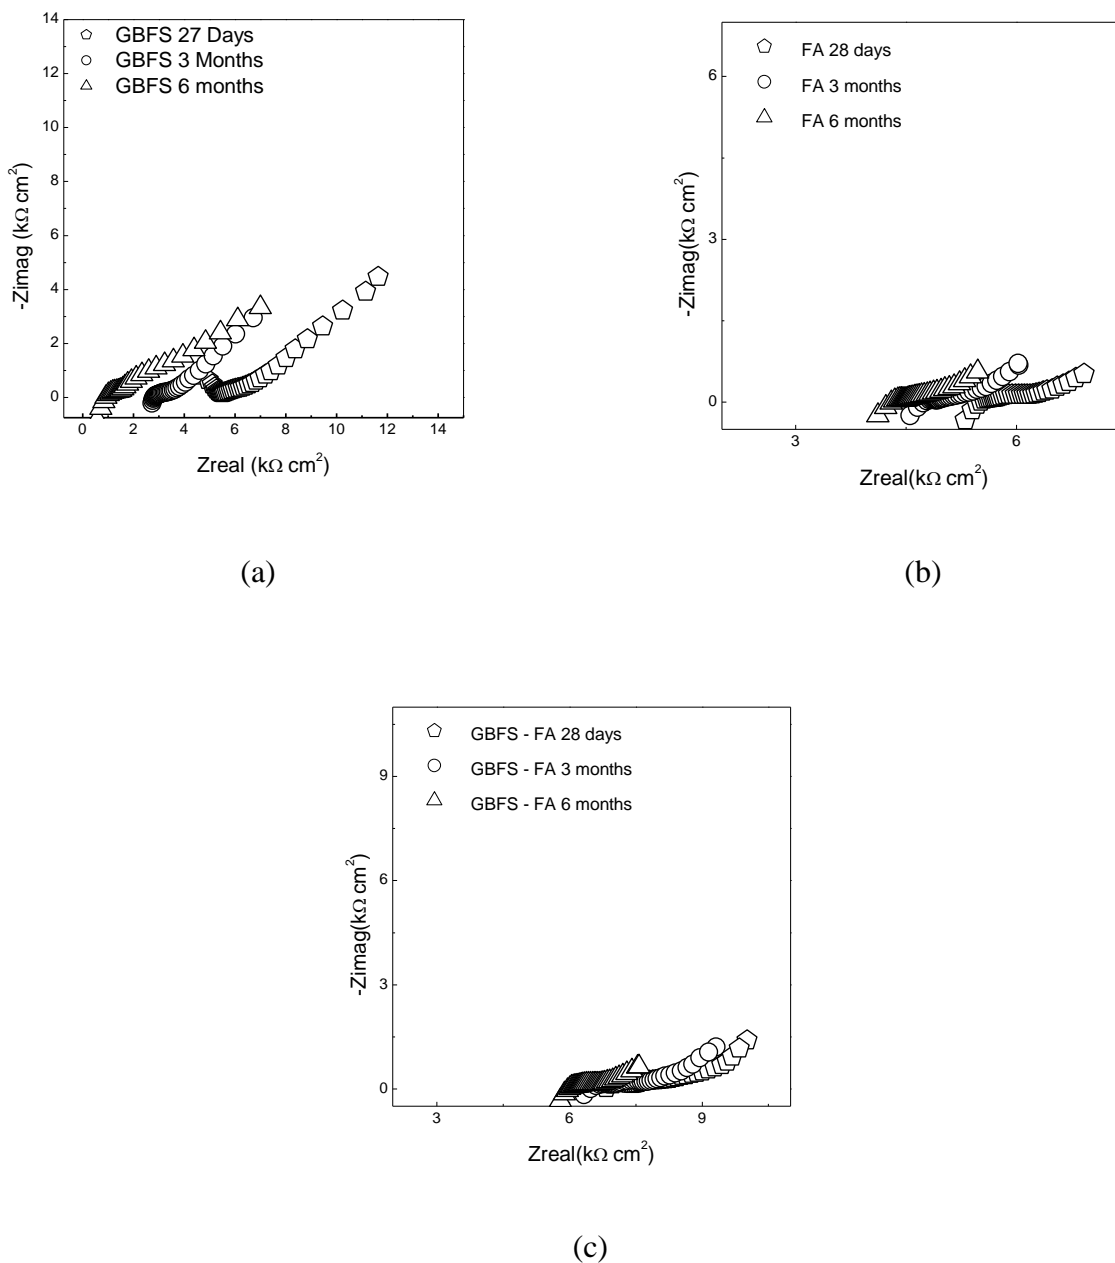 14
12
10
8
6
4
2
0
-Zimag (kΩ cm²)
GBFS 27 Days
GBFS 3 Months
GBFS 6 months
0 2 4 6 8 10 12 14
Zreal (kΩ cm²)
(a)
6
3
0
-Zimag(kΩ cm²)
FA 28 days
FA 3 months
FA 6 months
3 6
Zreal(kΩ cm²)
(b)
9
6
3
0
-Zimag(kΩ cm²)
GBFS - FA 28 days
GBFS - FA 3 months
GBFS - FA 6 months
3 6 9
Zreal(kΩ cm²)
(c)